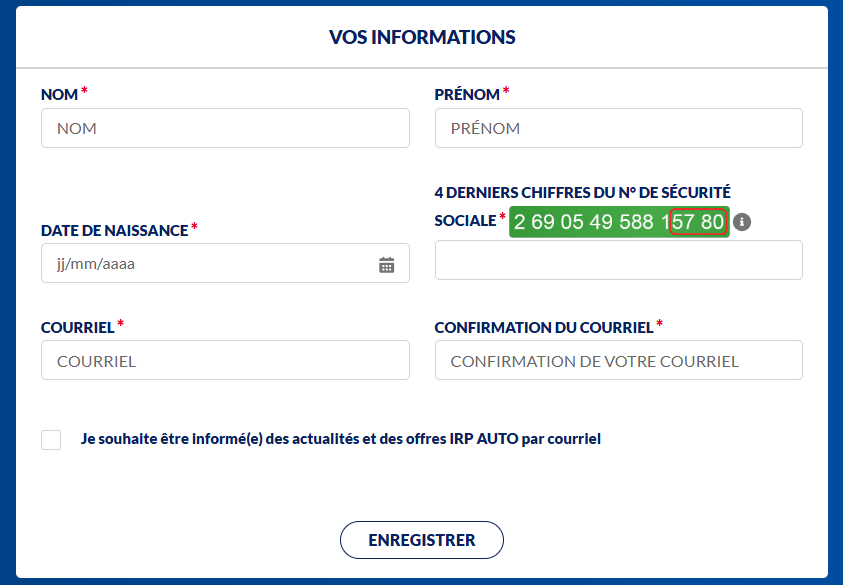 VOS INFORMATIONS
NOM *
PRÉNOM *
NOM
PRÉNOM
DATE DE NAISSANCE *
4 DERNIERS CHIFFRES DU N° DE SÉCURITÉ
SOCIALE * 2 69 05 49 588 157 80 i
jj/mm/aaaa
COURRIEL *
CONFIRMATION DU COURRIEL *
COURRIEL
CONFIRMATION DE VOTRE COURRIEL
Je souhaite être informé(e) des actualités et des offres IRP AUTO par courriel
ENREGISTRER